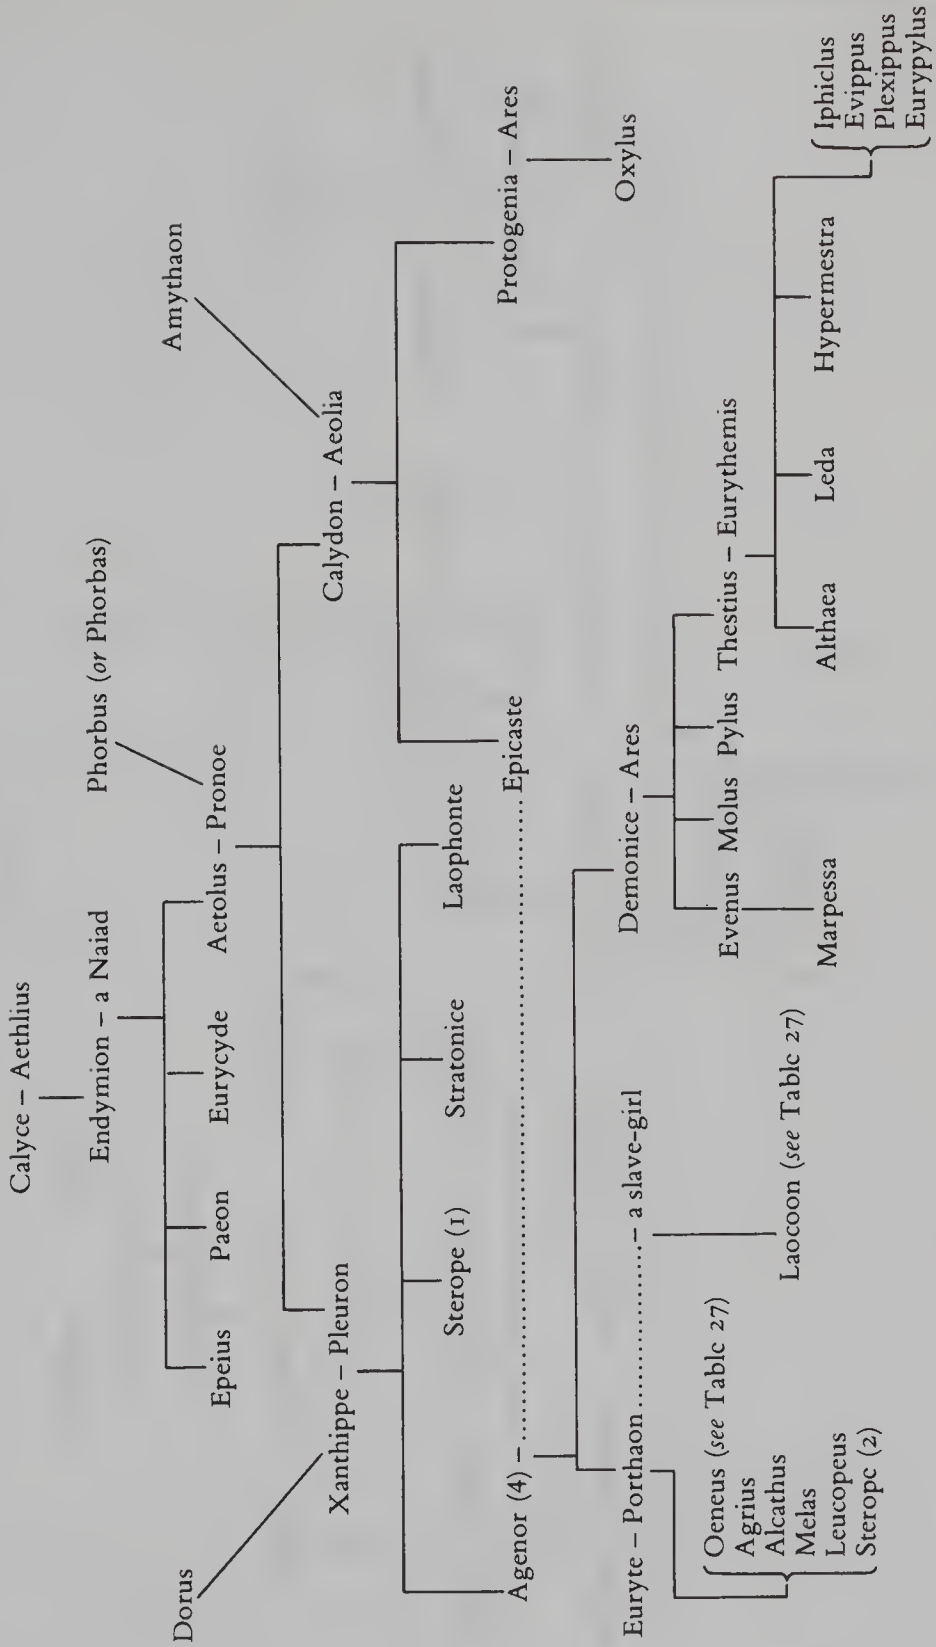 Calyce – Aethlius
Endymion – a Naiad
Phorbus (or Phorbas)
Dorus
Amythaon
Epeius
Paeon
Eurycyde
Aetolus – Pronoe
Xanthippe – Pleuron
Calydon – Aeolia
Sterope (1)
Stratonice
Laophonte
Agenor (4) – .......... Epicaste
Protogenia – Ares
Euryte – Porthaon .......... – a slave-girl
Demonice – Ares
Oxylus
Oeneus (see Table 27)
Agrius
Alcathus
Melas
Leucopeus
Sterope (2)
Laocoon (see Table 27)
Evenus
Molus
Pylus
Thestius – Eurythemis
Marpessa
Althaea
Leda
Hypermestra
Iphiclus
Evippus
Plexippus
Eurypylus